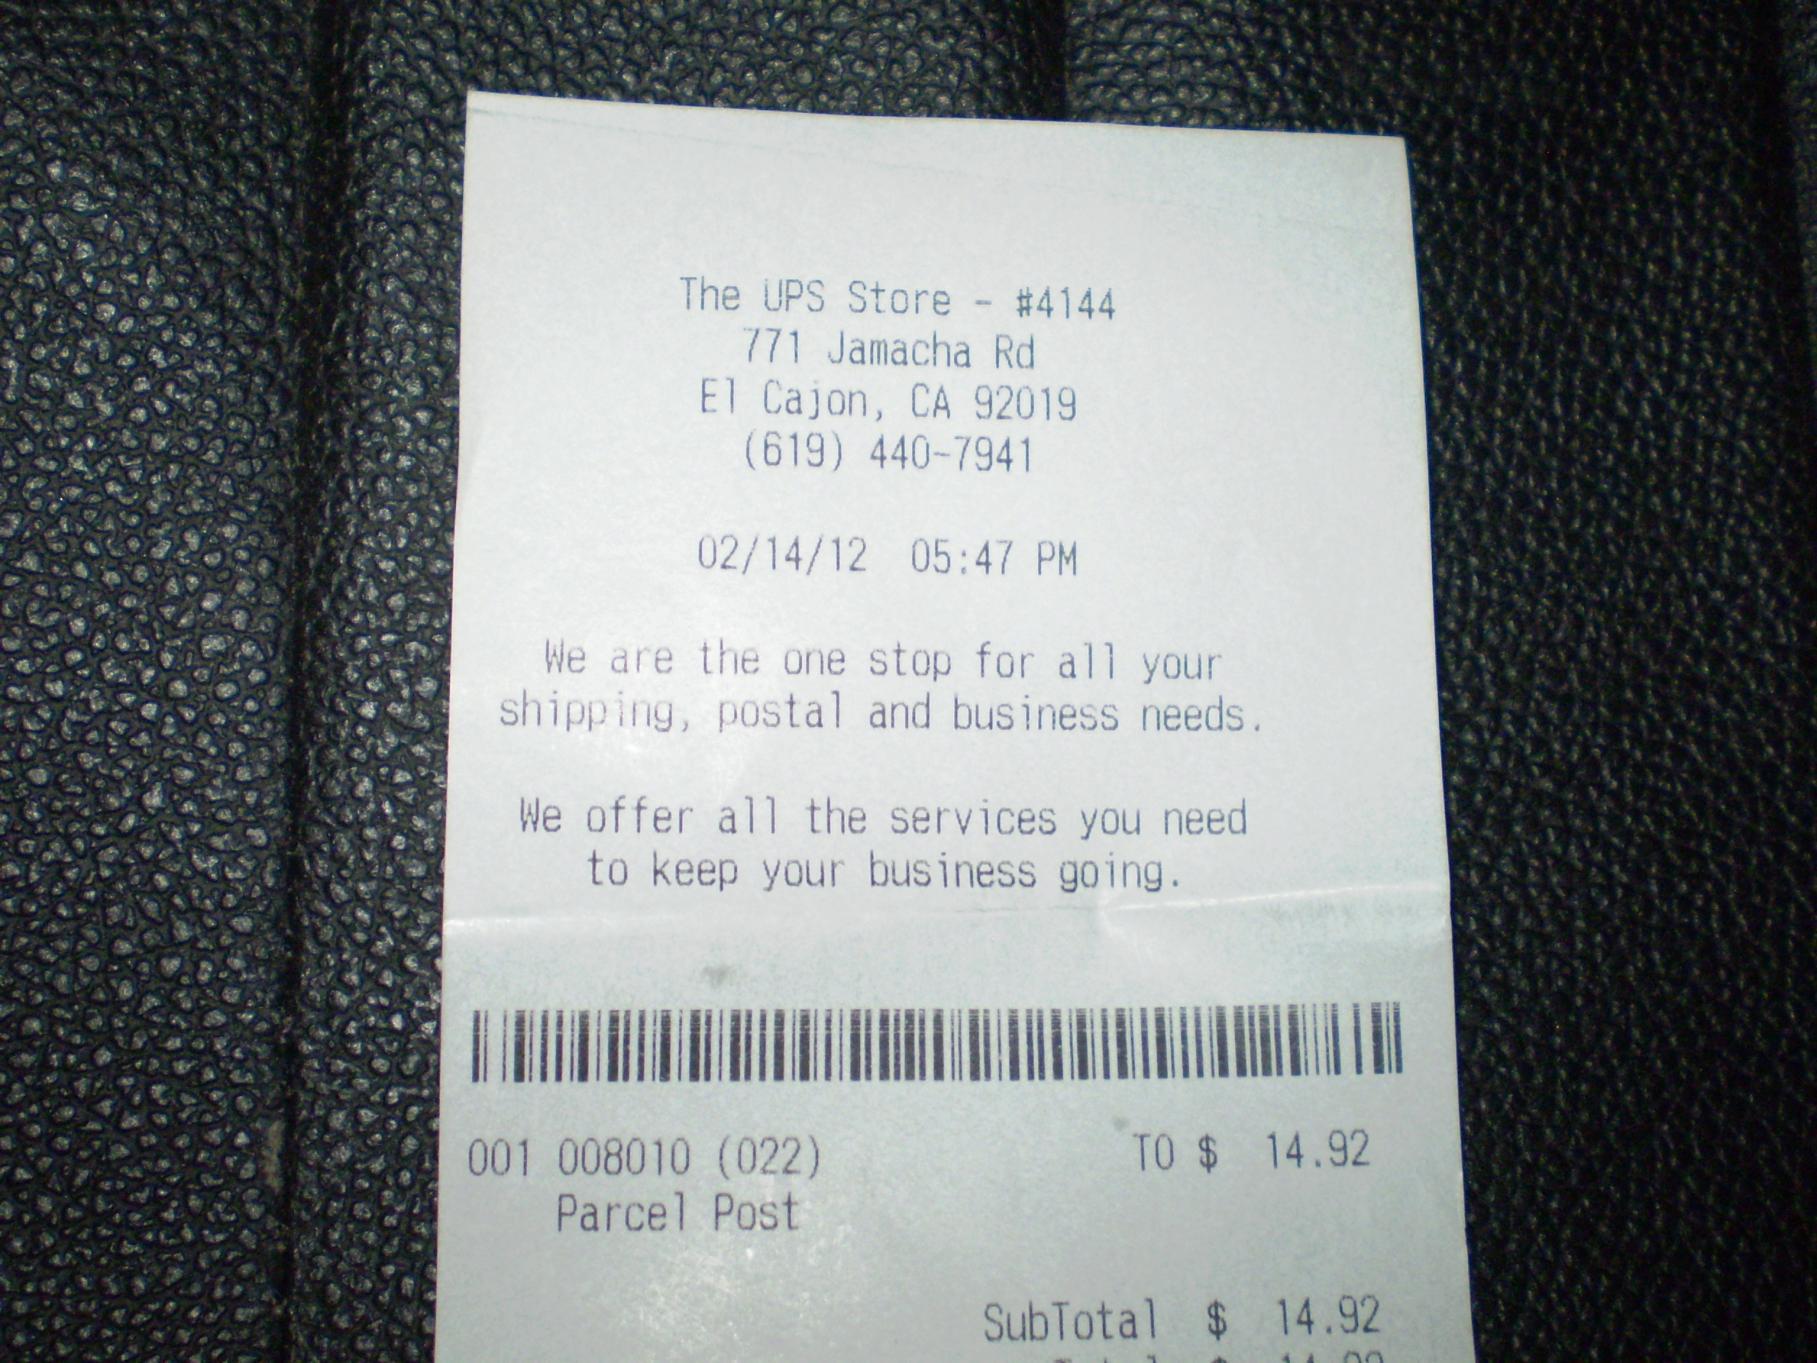 The UPS Store - #4144
771 Jamacha Rd
El Cajon, CA 92019
(619) 440-7941
02/14/12 05:47 PM
We are the one stop for all your
shipping, postal and business needs.
We offer all the services you need
to keep your business going.
001 008010 (022) TO $ 14.92
Parcel Post
SubTotal $ 14.92